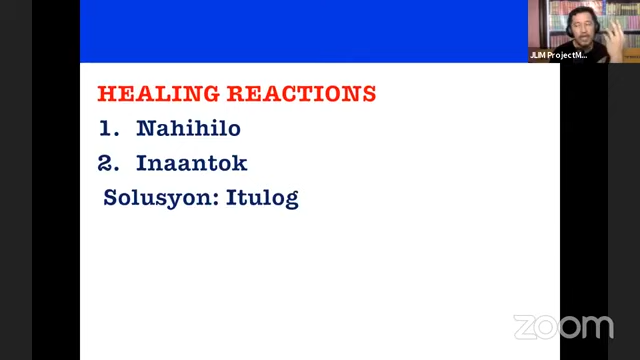 JLIM ProjectM...
HEALING REACTIONS
1. Nahihilo
2. Inaantok
Solusyon: Itulog
zoom